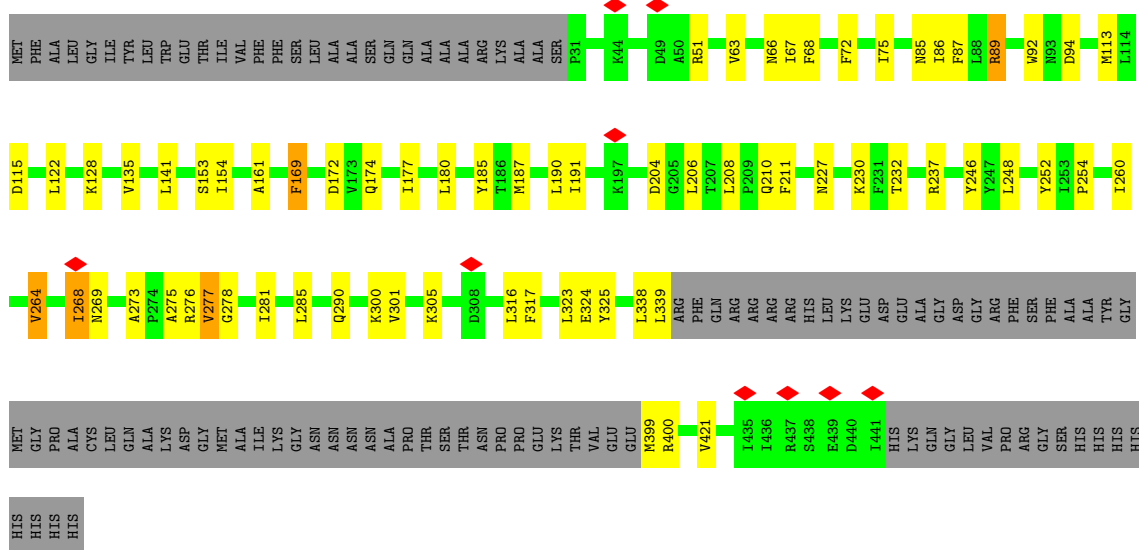 MET PHE ALA LEU GLY ILE TYR LEU TRP GLU THR ILE VAL PHE PHE SER LEU ALA ALA SER GLN GLN ALA ALA ALA ARG LYS ALA ALA SER P31 K44 D49 A50 R51 V63 N66 I67 F68 F72 I75 N85 I86 F87 L88 R89 W92 N93 D94 M113 L114
D115 L122 K128 V135 L141 S153 I154 A161 F169 D172 V173 Q174 I177 L180 Y185 T186 M187 L190 I191 K197 D204 G205 L206 T207 L208 P209 Q210 F211 N227 K230 F231 T232 R237 Y246 Y247 L248 Y252 I253 P254 I260
V264 I268 N269 A273 P274 A275 R276 V277 G278 I281 L285 Q290 K300 V301 K305 D308 L316 F317 L323 E324 Y325 L338 L339 ARG PHE GLN ARG ARG ARG ARG HIS LEU LYS GLU ASP GLU ALA GLY ASP GLY ARG PHE SER PHE ALA ALA TYR GLY
MET GLY PRO ALA CYS LEU GLN ALA LYS ASP GLY MET ALA ILE LYS GLY ASN ASN ASN ASN ALA PRO THR SER THR ASN PRO PRO GLU LYS THR VAL GLU GLU M399 R400 V421 I435 I436 R437 S438 E439 D440 I441 HIS LYS GLN GLY LEU VAL PRO ARG GLY SER HIS HIS HIS HIS HIS
HIS HIS HIS HIS